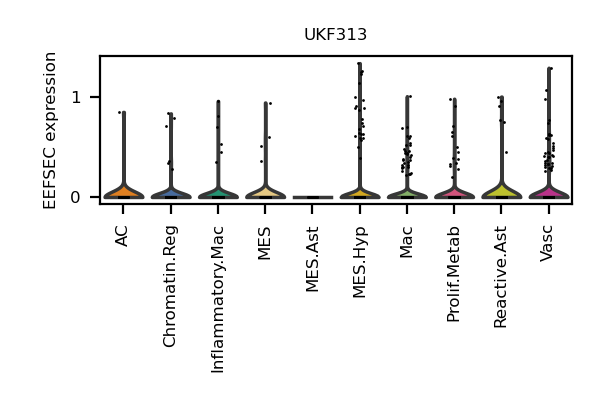 UKF313
EEFSEC expression
1
0
AC
Chromatin.Reg
Inflammatory.Mac
MES
MES.Ast
MES.Hyp
Mac
Prolif.Metab
Reactive.Ast
Vasc